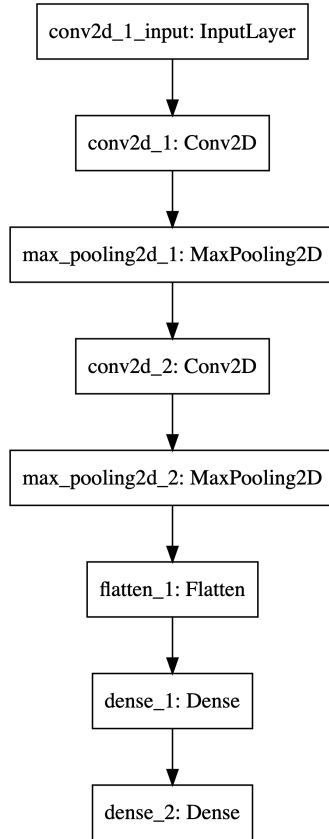 conv2d_1_input: InputLayer
conv2d_1: Conv2D
max_pooling2d_1: MaxPooling2D
conv2d_2: Conv2D
max_pooling2d_2: MaxPooling2D
flatten_1: Flatten
dense_1: Dense
dense_2: Dense